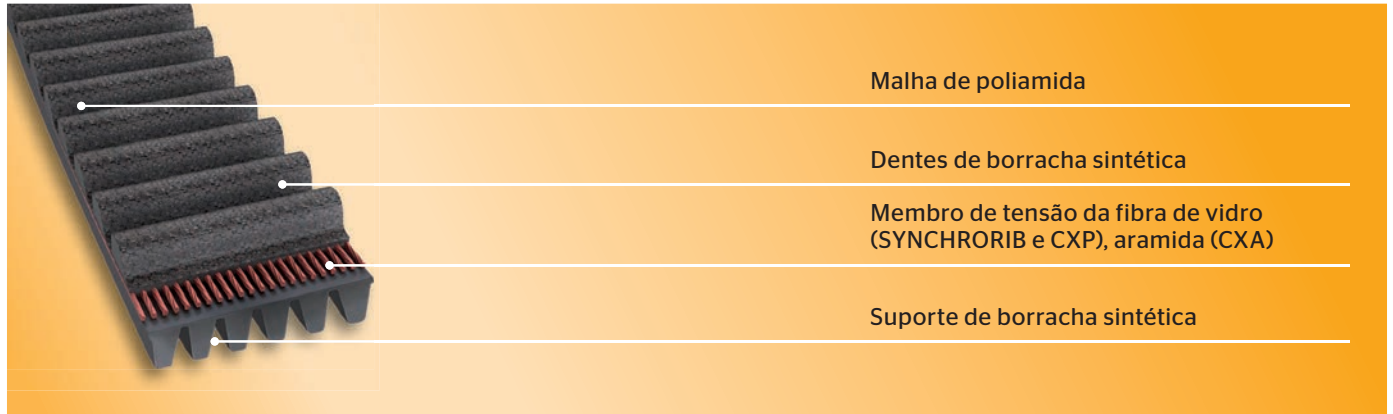 Malha de poliamida
Dentes de borracha sintética
Membro de tensão da fibra de vidro
(SYNCHRORIB e CXP), aramida (CXA)
Suporte de borracha sintética